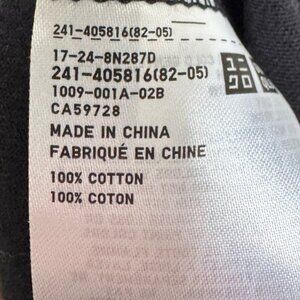 241-405816(82-05)
17-24-8N287D
241-405816(82-05)
1009-001A-02B
CA59728
MADE IN CHINA
FABRIQUÉ EN CHINE
100% COTTON
100% COTON